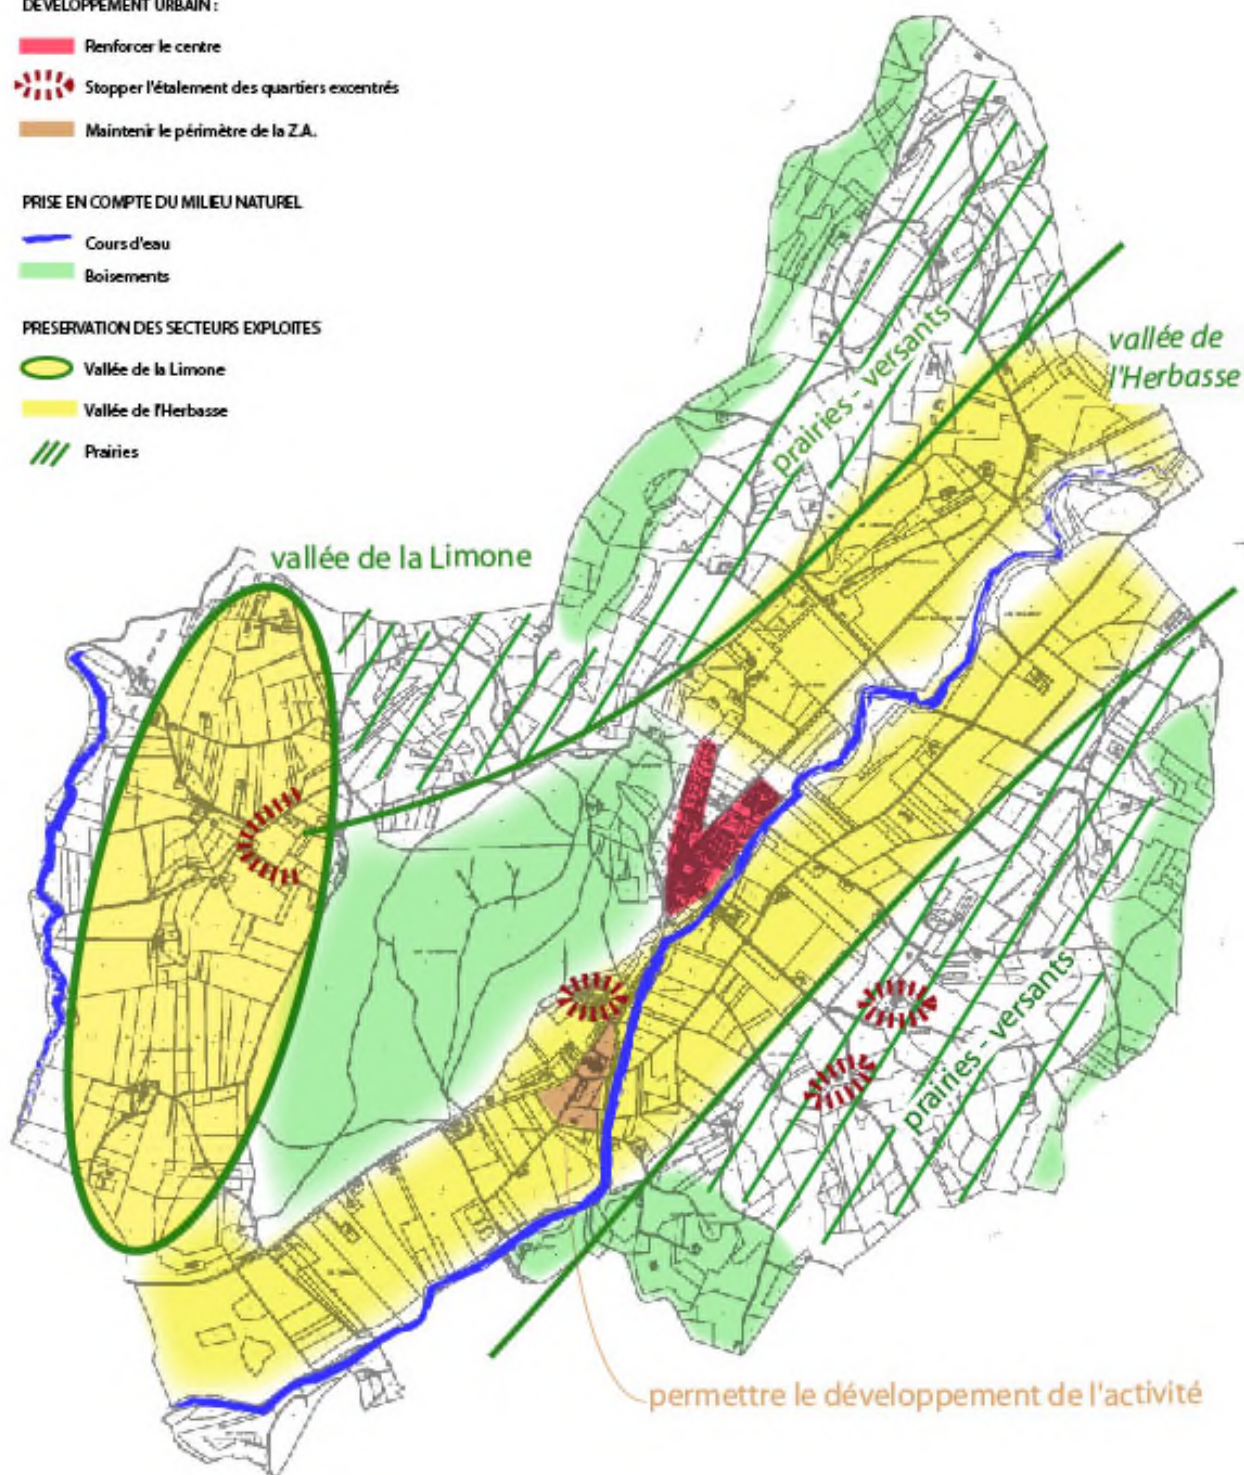 DÉVELOPPEMENT URBAIN :
Renforcer le centre
Stopper l'étalement des quartiers excentrés
Maintenir le périmètre de la Z.A.
PRISE EN COMPTE DU MILIEU NATUREL
Cours d'eau
Boisements
PRESERVATION DES SECTEURS EXPLOITES
Vallée de la Limone
Vallée de l'Herbasse
Prairies
prairies - versants
vallée de
l'Herbasse
vallée de la Limone
prairies - versants
permettre le développement de l'activité